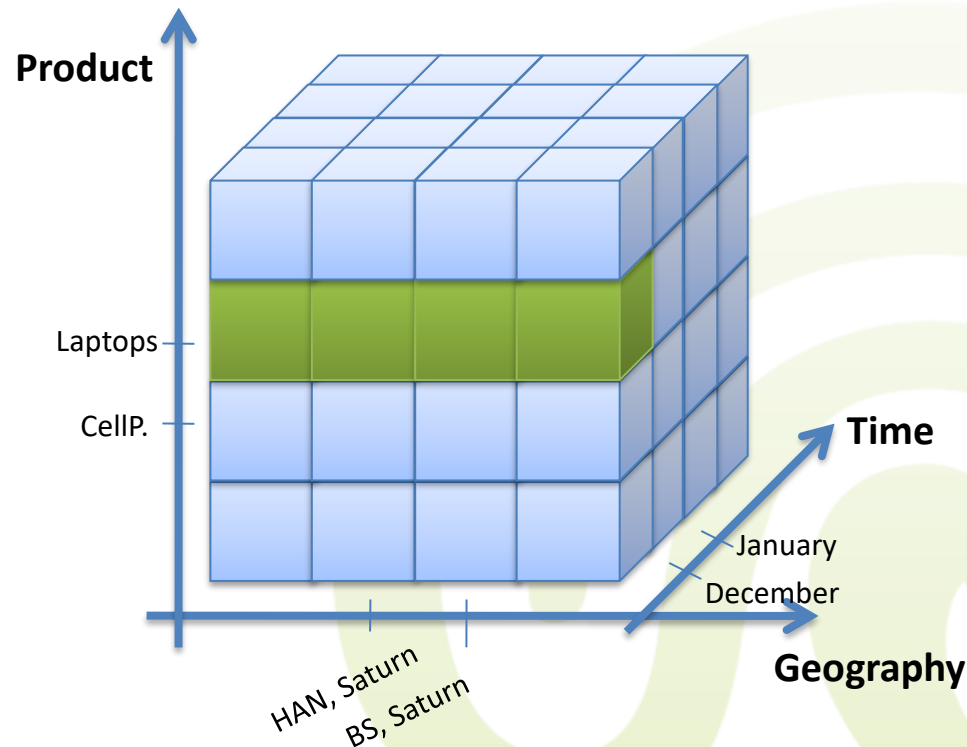 Product
Laptops
CellP.
Time
January
December
Geography
HAN, Saturn
BS, Saturn